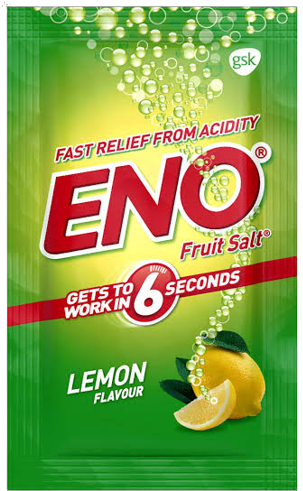 gsk
FAST RELIEF FROM ACIDITY
ENO®
Fruit Salt®
GETS TO
WORK IN 6 SECONDS
LEMON
FLAVOUR